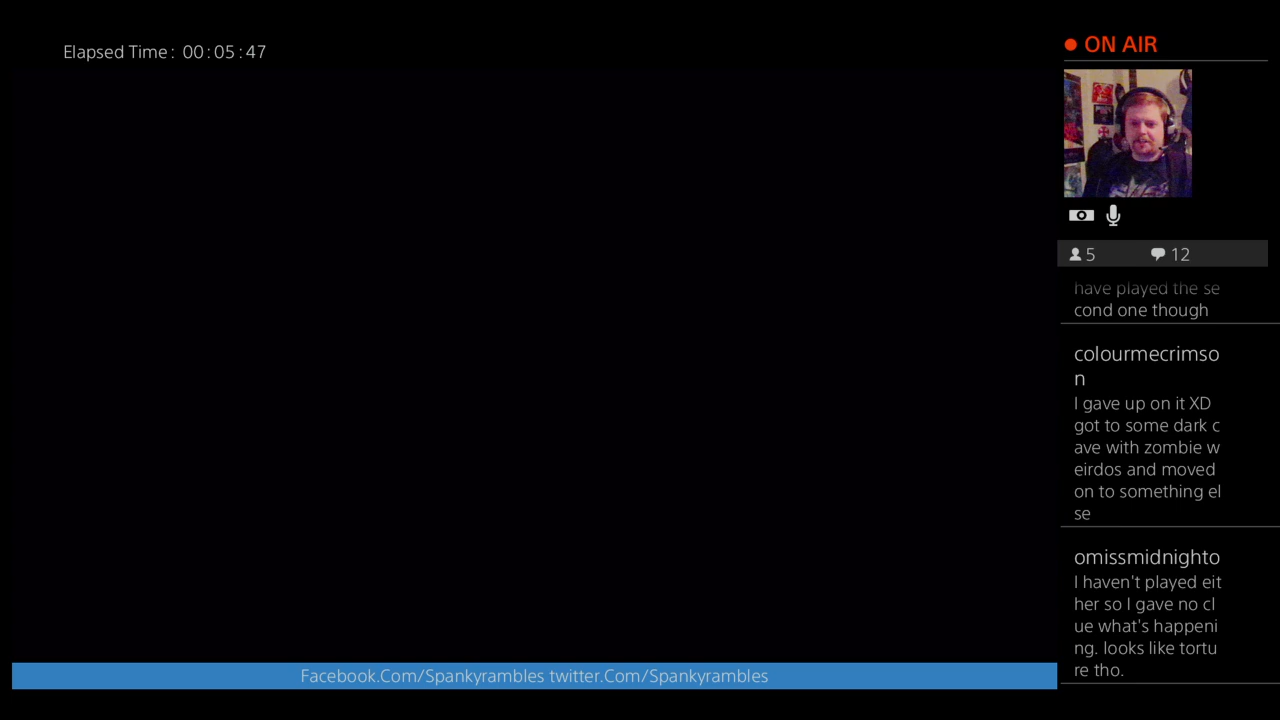 Elapsed Time: 00:05:47
ON AIR
5 12
have played the se
cond one though
colourmecrimso
n
I gave up on it XD
got to some dark c
ave with zombie w
eirdos and moved
on to something el
se
omissmidnighto
I haven't played eit
her so I gave no cl
ue what's happeni
ng. looks like tortu
re tho.
Facebook.Com/Spankyrambles twitter.Com/Spankyrambles